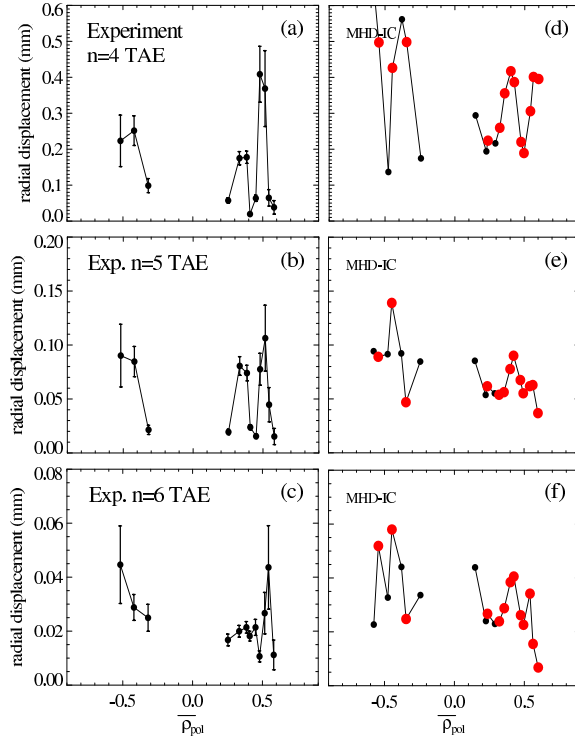 Experiment
n=4 TAE
(a)
MHD-IC
(d)
radial displacement (mm)
0.6
0.5
0.4
0.3
0.2
0.1
0.0
Exp. n=5 TAE
(b)
MHD-IC
(e)
radial displacement (mm)
0.20
0.15
0.10
0.05
0.00
Exp. n=6 TAE
(c)
MHD-IC
(f)
radial displacement (mm)
0.08
0.06
0.04
0.02
0.00
-0.5 0.0 0.5 -0.5 0.0 0.5
ρ̅pol ρ̅pol